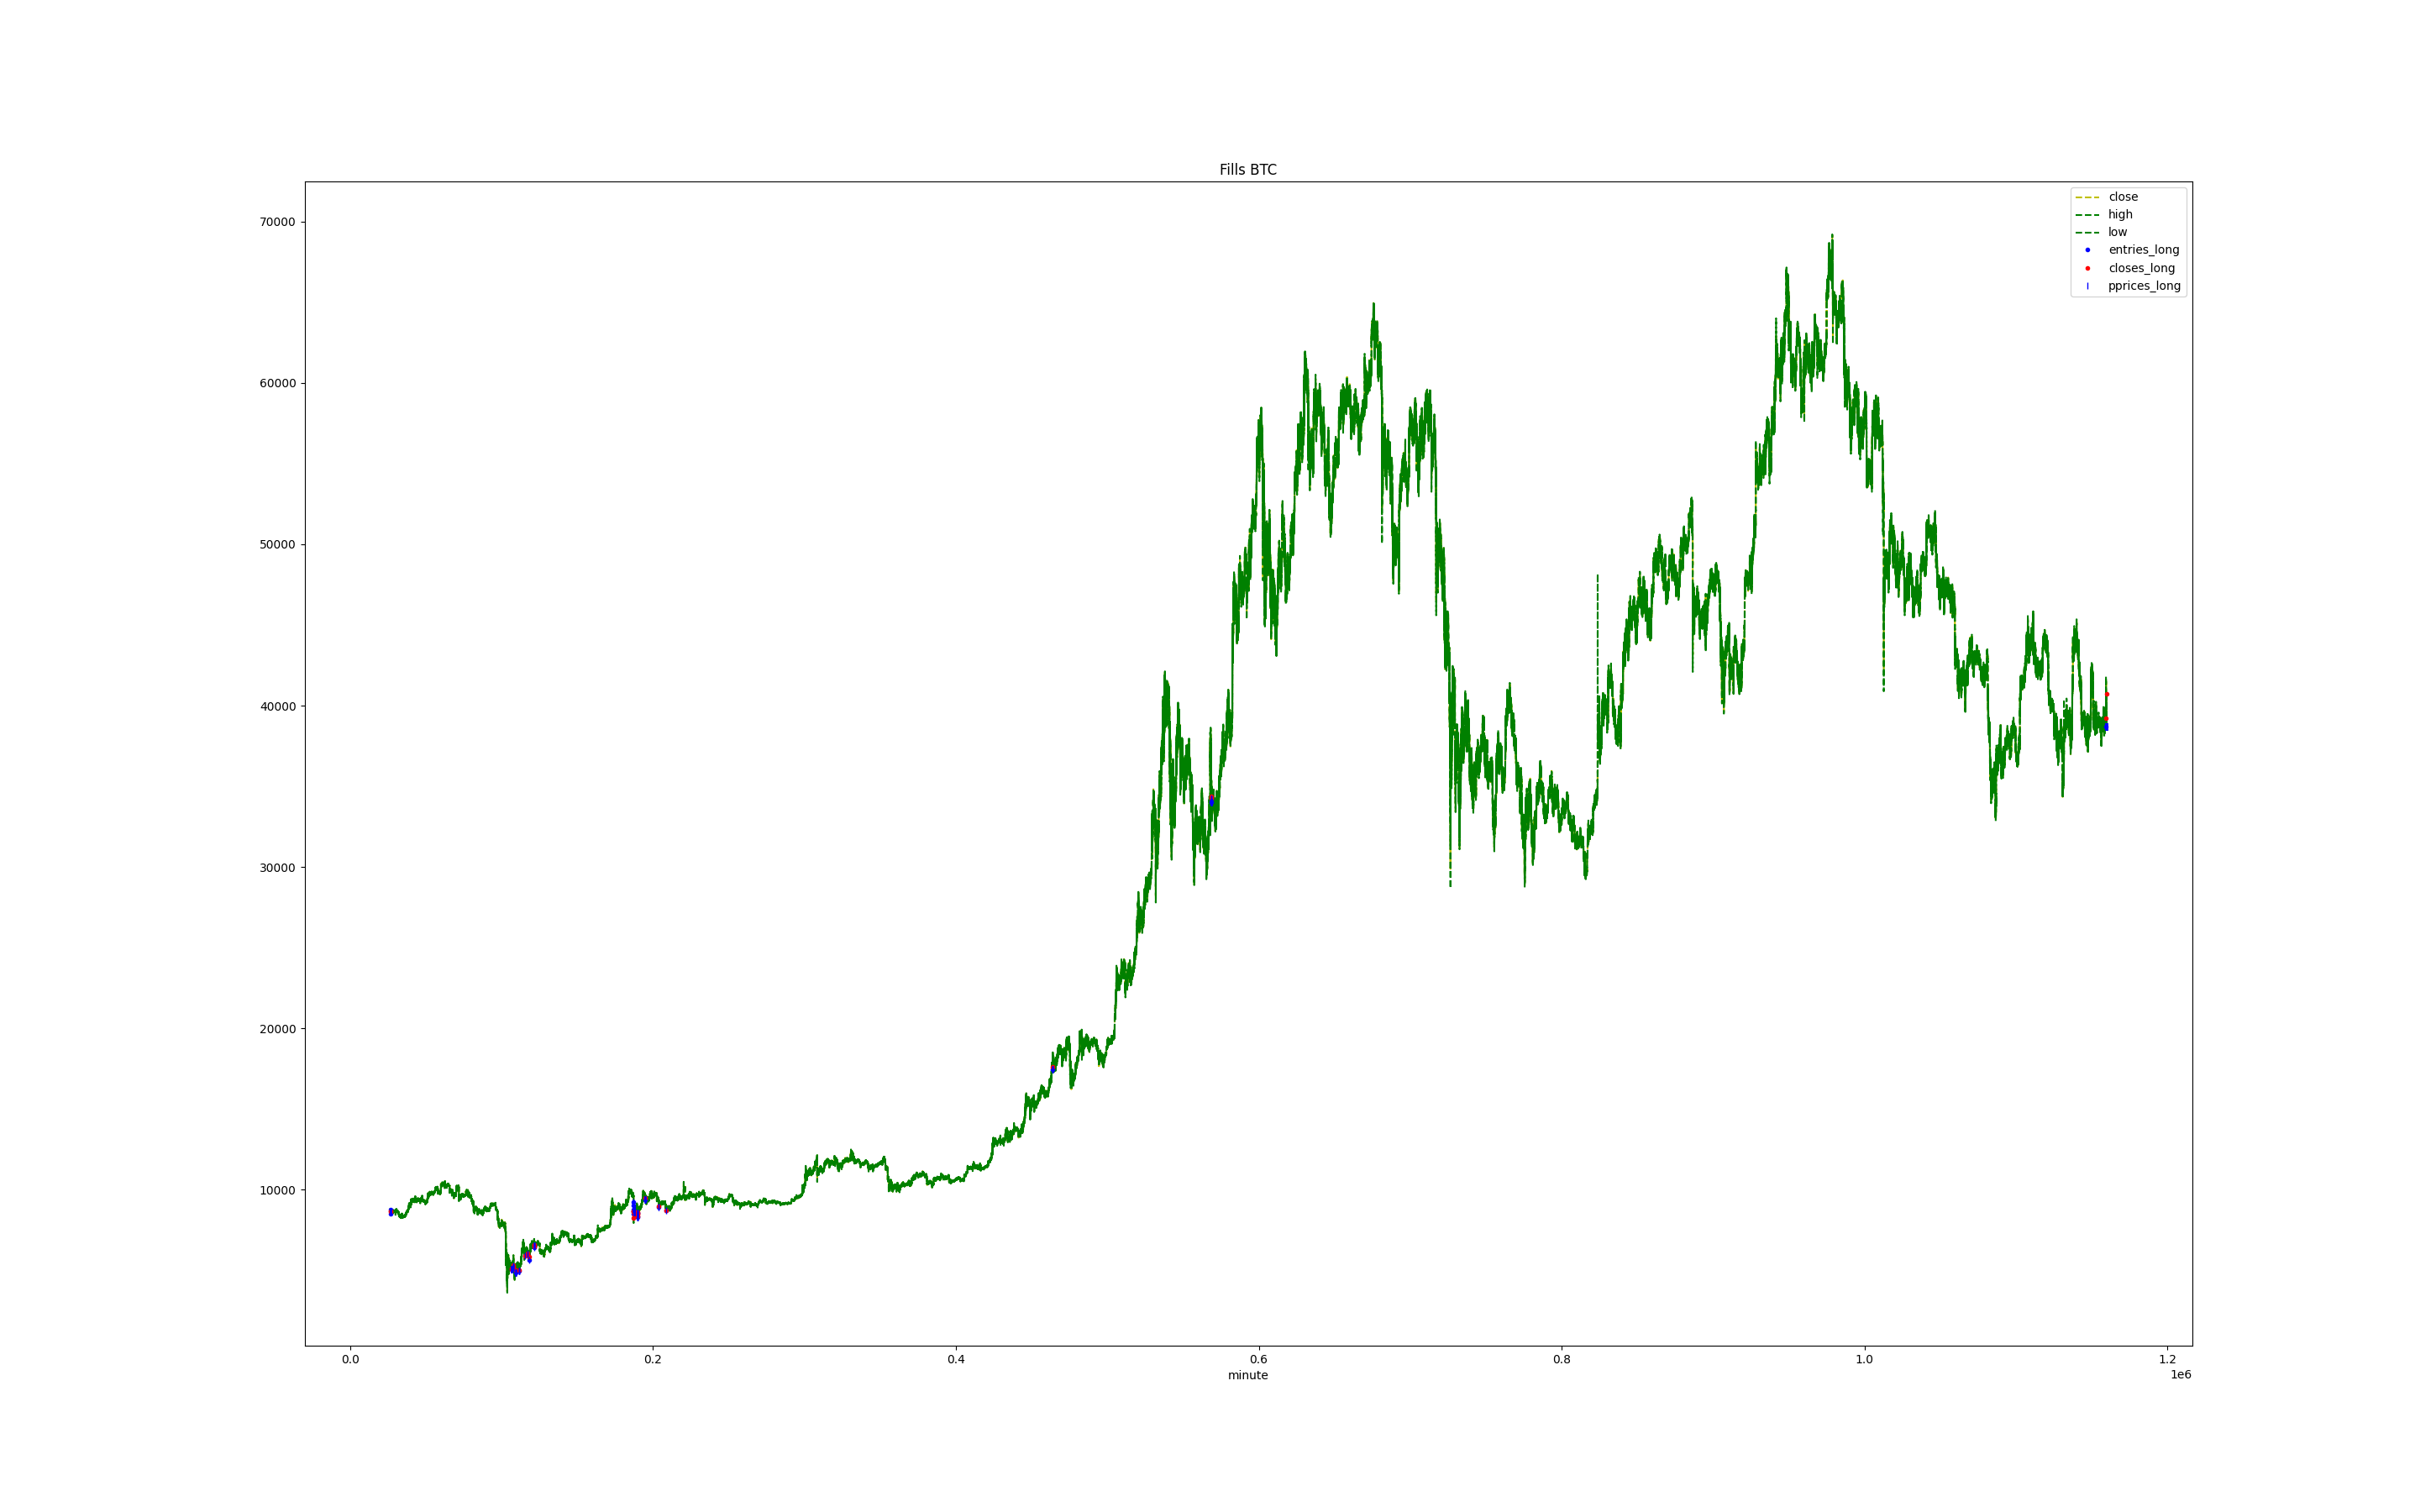 Fills BTC
70000
60000
50000
40000
30000
20000
10000
close
high
low
entries_long
closes_long
pprices_long
0.0 0.2 0.4 0.6 0.8 1.0 1.2
minute
1e6